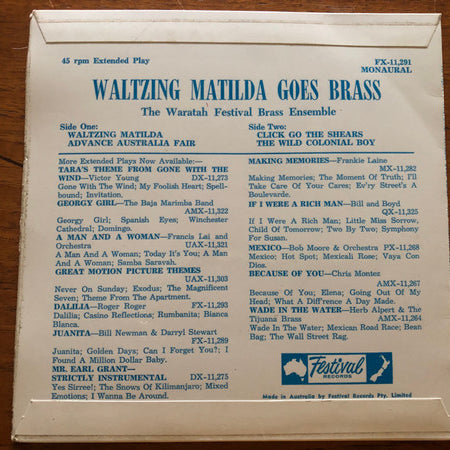 45 rpm Extended Play
FX-11,291
MONAURAL
WALTZING MATILDA GOES BRASS
The Waratah Festival Brass Ensemble
Side One:
WALTZING MATILDA
ADVANCE AUSTRALIA FAIR
Side Two:
CLICK GO THE SHEARS
THE WILD COLONIAL BOY
More Extended Plays Now Available:—
TARA'S THEME FROM GONE WITH THE
WIND—Victor Young DX-11,273
Gone With The Wind; My Foolish Heart; Spell-
bound; Invitation.
GEORGY GIRL—The Baja Marimba Band
AMX-11,322
Georgy Girl; Spanish Eyes; Winchester
Cathedral; Domingo.
A MAN AND A WOMAN—Francis Lai and
Orchestra UAX-11,321
A Man And A Woman; Today It's You; A Man
And A Woman; Samba Saravah.
GREAT MOTION PICTURE THEMES
UAX-11,303
Never On Sunday; Exodus; The Magnificent
Seven; Theme From The Apartment.
DALILIA—Roger Roger FX-11,293
Dalilia; Casino Reflections; Rumbanita; Bianca
Blanca.
JUANITA—Bill Newman & Darryl Stewart
FX-11,289
Juanita; Golden Days; Can I Forget You?; I
Found A Million Dollar Baby.
MR. EARL GRANT—
STRICTLY INSTRUMENTAL DX-11,275
Yes Sirree!; The Snows Of Kilimanjaro; Mixed
Emotions; I Wanna Be Around.
MAKING MEMORIES—Frankie Laine
MX-11,282
Making Memories; The Moment Of Truth; I'll
Take Care Of Your Cares; Ev'ry Street's A
Boulevarde.
IF I WERE A RICH MAN—Bill and Boyd
QX-11,325
If I Were A Rich Man; Little Miss Sorrow,
Child Of Tomorrow; Two By Two; Symphony
For Susan.
MEXICO—Bob Moore & Orchestra PX-11,268
Mexico; Hot Spot; Mexicali Rose; Vaya Con
Dios.
BECAUSE OF YOU—Chris Montez
AMX-11,267
Because Of You; Elena; Going Out Of My
Head; What A Diffrence A Day Made.
WADE IN THE WATER—Herb Alpert & The
Tijuana Brass AMX-11,264
Wade In The Water; Mexican Road Race; Bean
Bag; The Wall Street Rag.
Festival
RECORDS
Made in Australia by Festival Records Pty. Limited